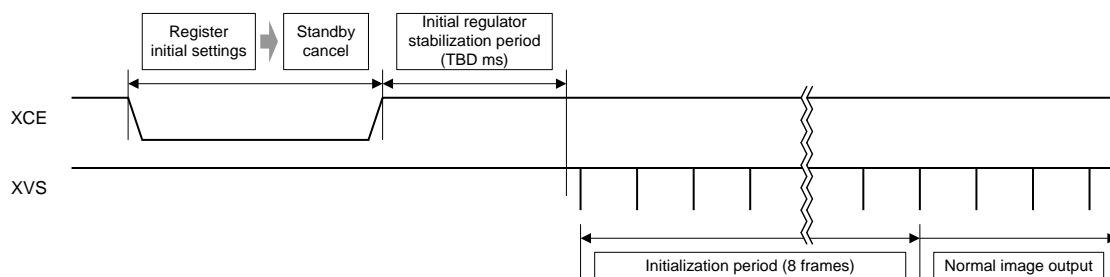 Register
initial settings
Standby
cancel
Initial regulator
stabilization period
(TBD ms)
XCE
XVS
Initialization period (8 frames)
Normal image output